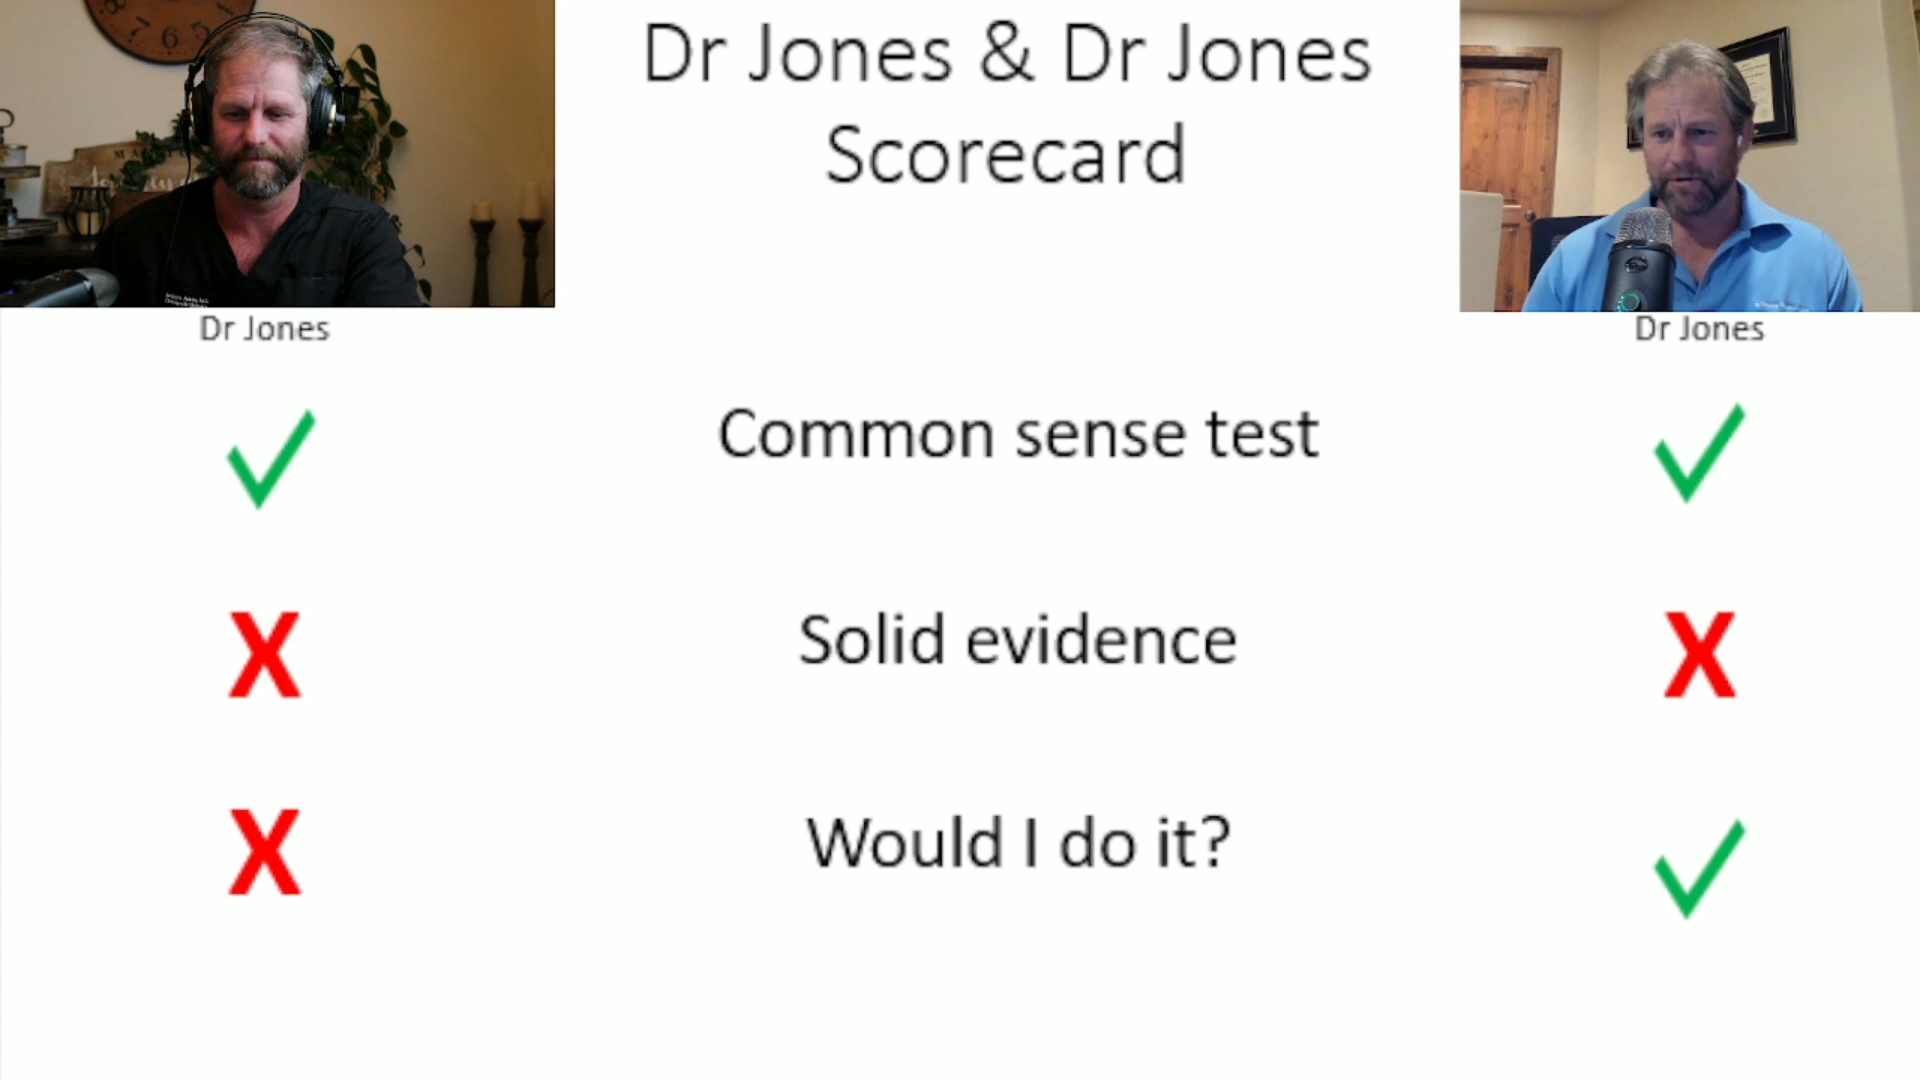 Dr Jones & Dr Jones
Scorecard
Dr Jones
Dr Jones
Common sense test
X
Solid evidence
X
X
Would I do it?